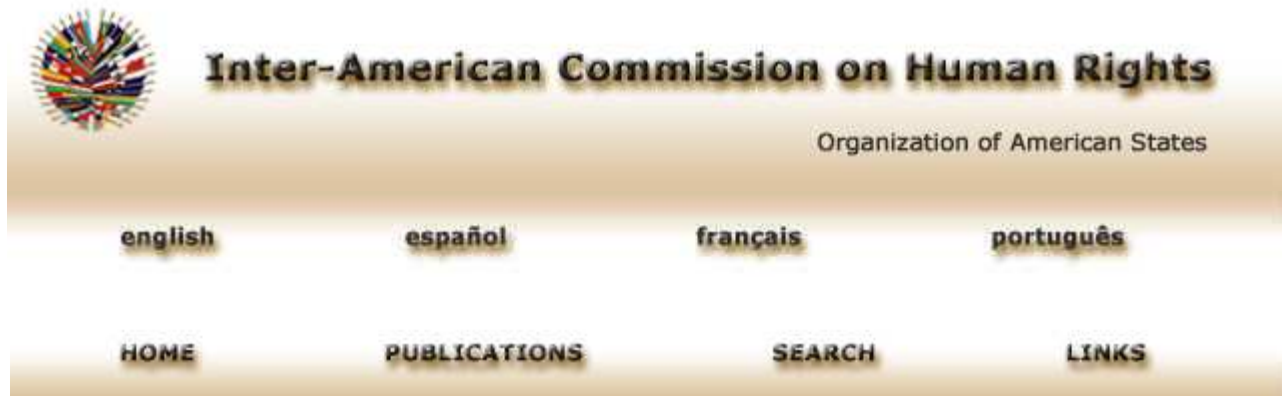 Inter-American Commission on Human Rights
Organization of American States
english español français português
HOME PUBLICATIONS SEARCH LINKS